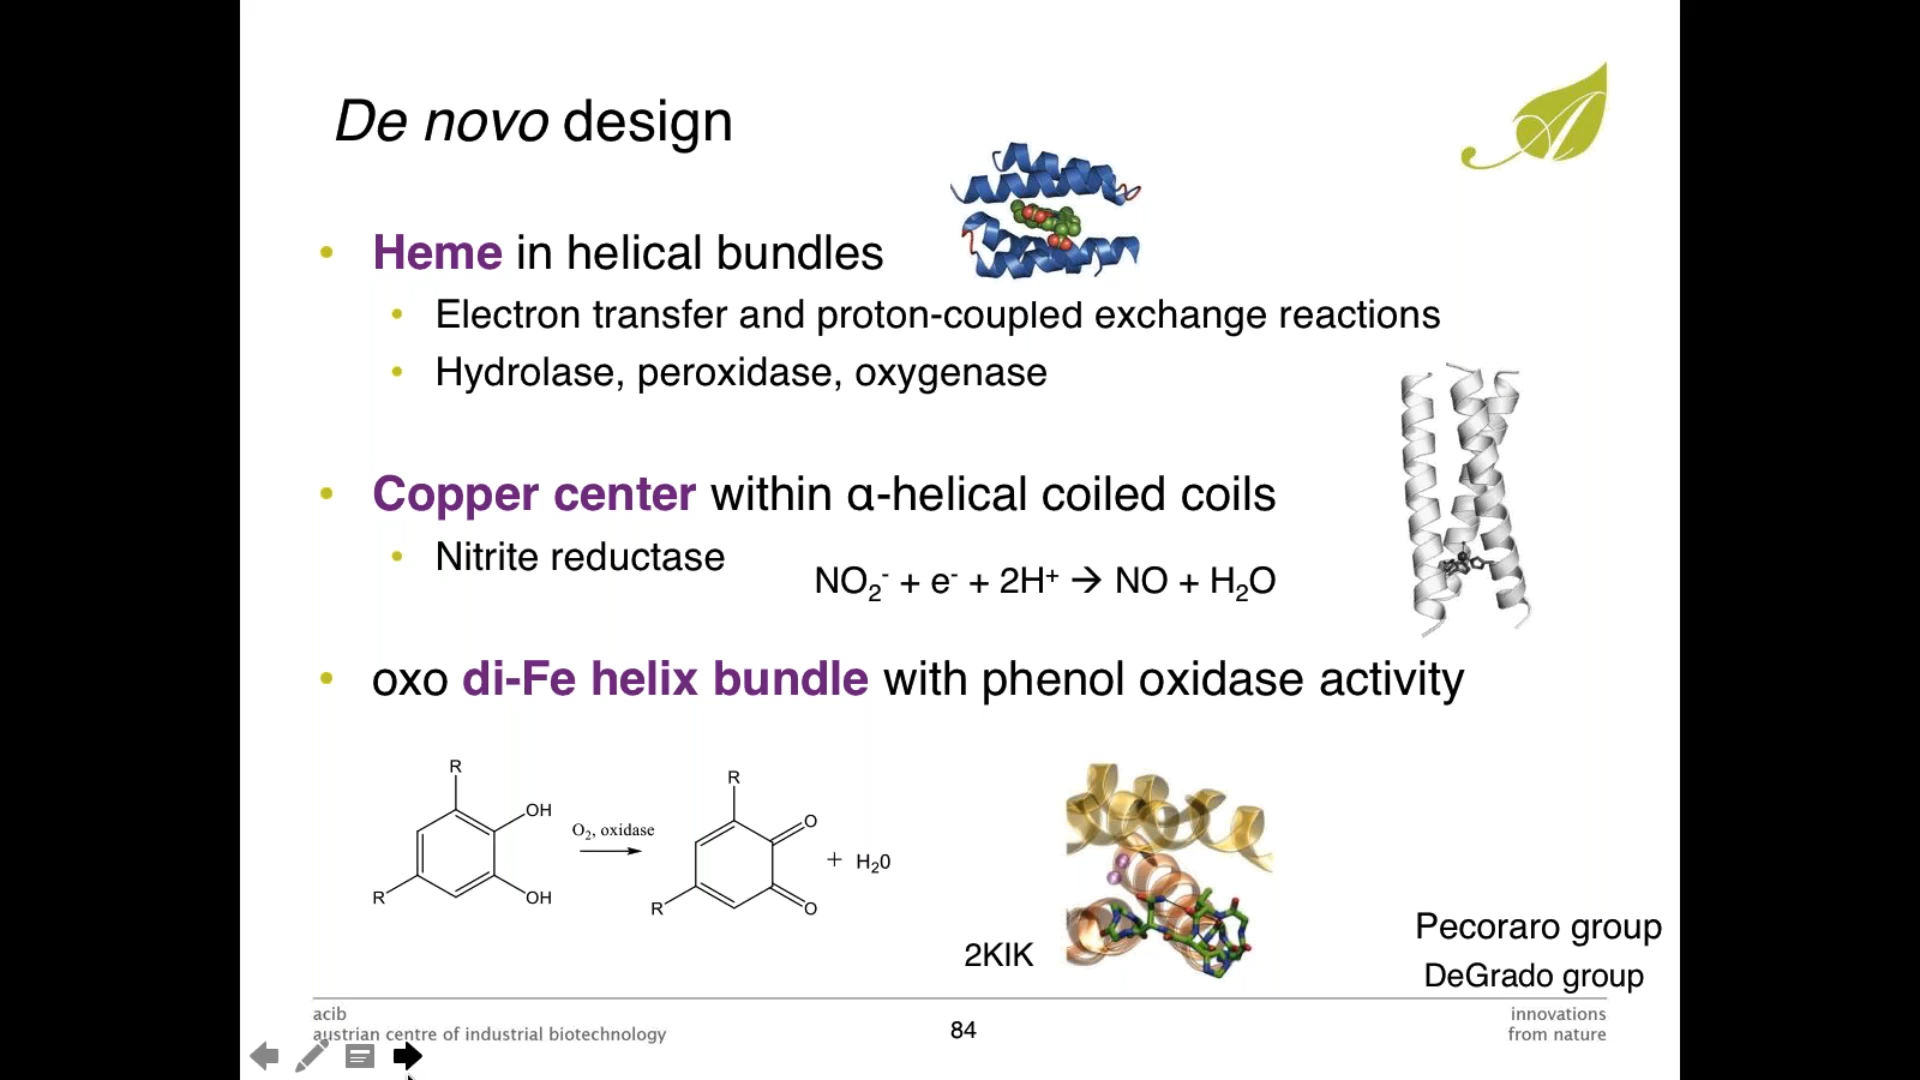 De novo design
• Heme in helical bundles
• Electron transfer and proton-coupled exchange reactions
• Hydrolase, peroxidase, oxygenase
• Copper center within α-helical coiled coils
• Nitrite reductase
NO₂⁻ + e⁻ + 2H⁺ → NO + H₂O
• oxo di-Fe helix bundle with phenol oxidase activity
R
OH
OH
R
O₂, oxidase
R
O
O
R
+ H₂0
2KIK
Pecoraro group
DeGrado group
acib
austrian centre of industrial biotechnology
84
innovations
from nature